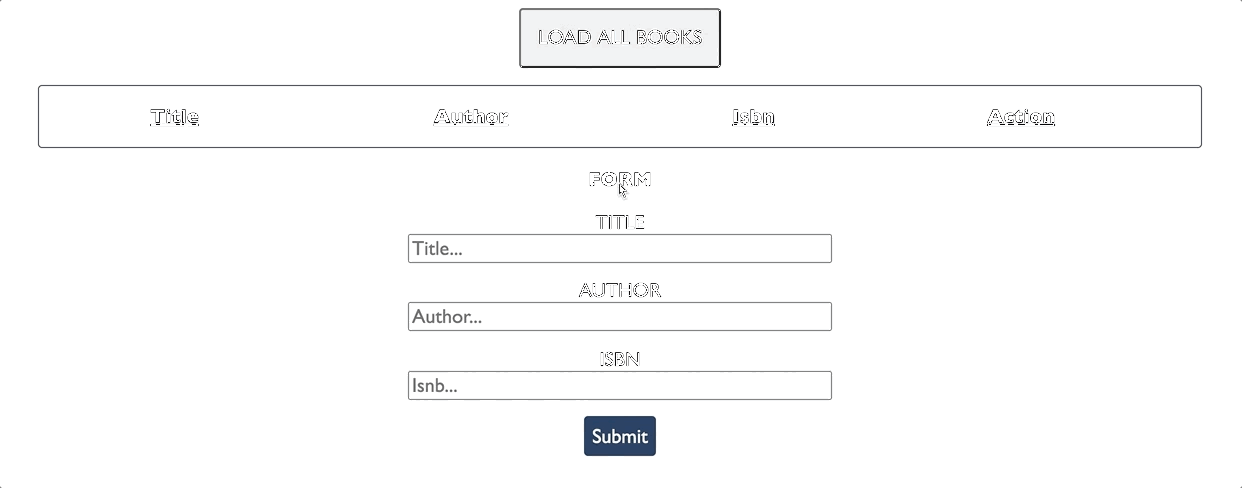 LOAD ALL BOOKS
Title Author Isbn Action
FORM
TITLE
Title...
AUTHOR
Author...
ISBN
Isnb...
Submit